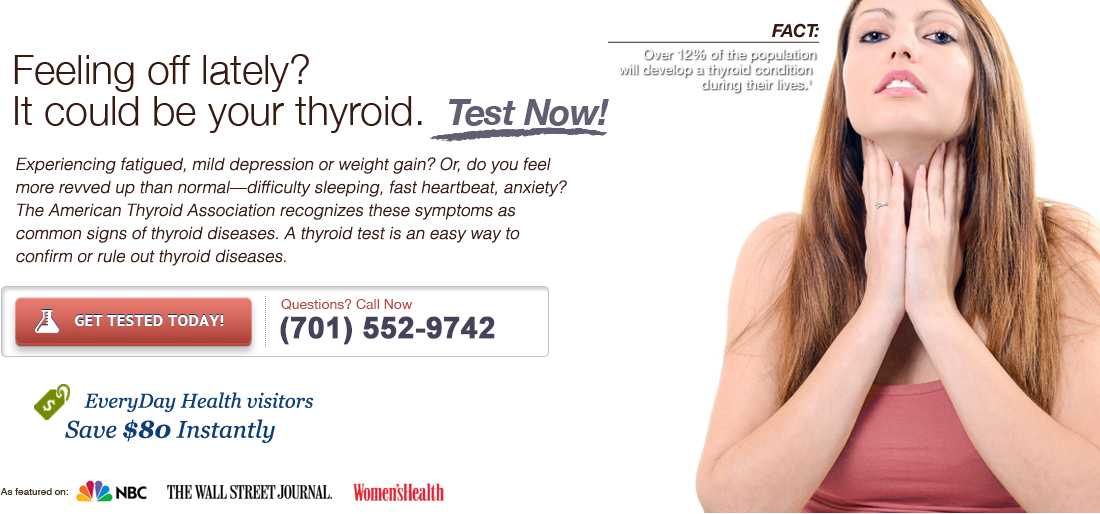 FACT:
Over 12% of the population
will develop a thyroid condition
during their lives.¹
Feeling off lately?
It could be your thyroid. Test Now!
Experiencing fatigued, mild depression or weight gain? Or, do you feel
more revved up than normal—difficulty sleeping, fast heartbeat, anxiety?
The American Thyroid Association recognizes these symptoms as
common signs of thyroid diseases. A thyroid test is an easy way to
confirm or rule out thyroid diseases.
GET TESTED TODAY!
Questions? Call Now
(701) 552-9742
EveryDay Health visitors
Save $80 Instantly
As featured on: NBC THE WALL STREET JOURNAL. Women'sHealth